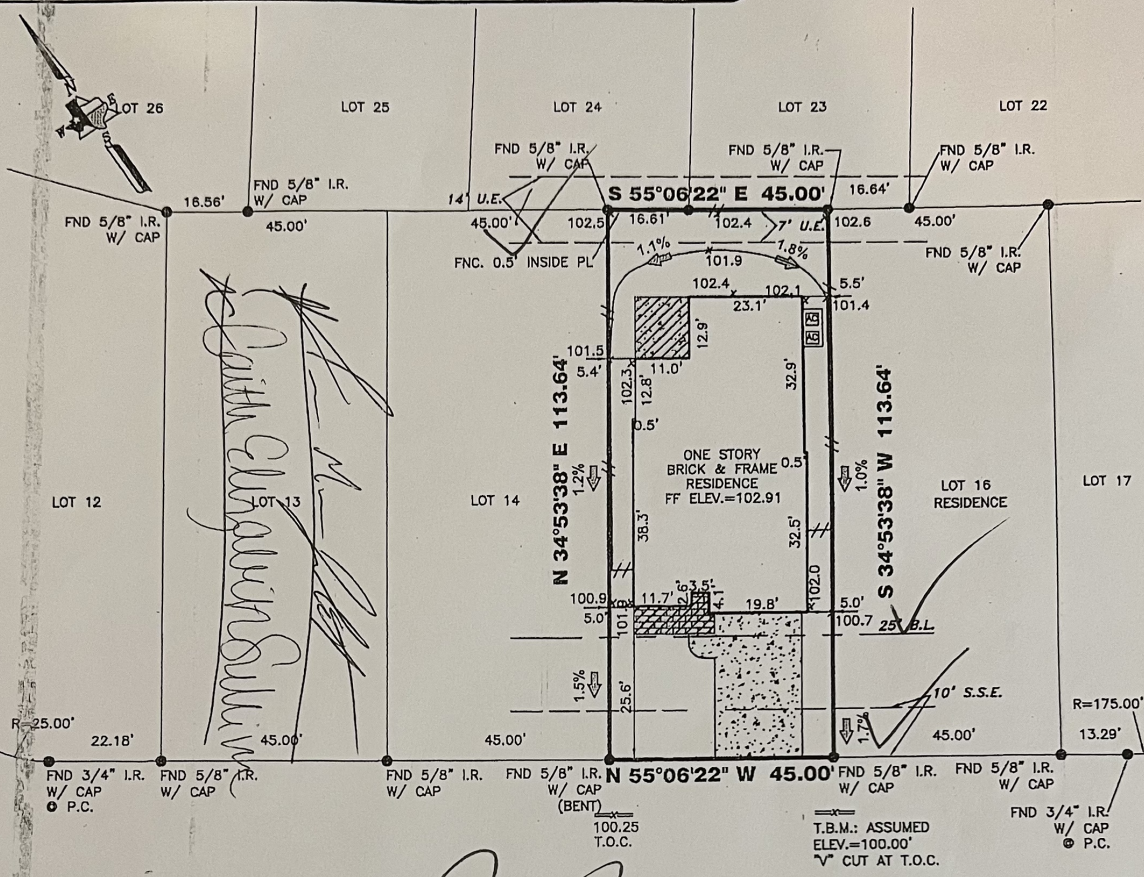 LOT 26
LOT 25
LOT 24
LOT 23
LOT 22
N
E
W
S
FND 5/8" I.R.
W/ CAP
FND 5/8" I.R.
W/ CAP
FND 5/8" I.R.
W/ CAP
FND 5/8" I.R.
W/ CAP
FND 5/8" I.R.
W/ CAP
16.56'
45.00'
14' U.E.
45.00'
S 55°06'22" E 45.00'
16.64'
102.5
16.61'
102.4
7' U.E.
102.6
45.00'
FND 5/8" I.R.
W/ CAP
FNC. 0.5' INSIDE PL
1.1%
101.9
1.8%
102.4
102.1
5.5'
23.1'
101.4
12.9'
101.5
5.4'
11.0'
102.3
12.8'
32.9'
0.5'
N 34°53'38" E 113.64'
S 34°53'38" W 113.64'
ONE STORY
BRICK & FRAME
RESIDENCE
FF ELEV.=102.91
0.5'
1.2%
1.0%
LOT 12
LOT 13
LOT 14
LOT 16
RESIDENCE
LOT 17
38.3'
32.5'
102.0
100.9
11.7'
2.6'
3.5'
4.1'
19.8'
5.0'
5.0'
100.7
25' B.L.
1.5%
25.6'
10' S.S.E.
1.7%
R=25.00'
R=175.00'
22.18'
45.00'
45.00'
45.00'
13.29'
FND 3/4" I.R.
W/ CAP
@ P.C.
FND 5/8" I.R.
W/ CAP
FND 5/8" I.R.
W/ CAP
FND 5/8" I.R.
W/ CAP
(BENT)
N 55°06'22" W 45.00'
FND 5/8" I.R.
W/ CAP
FND 5/8" I.R.
W/ CAP
FND 3/4" I.R.
W/ CAP
@ P.C.
100.25
T.O.C.
T.B.M.: ASSUMED
ELEV.=100.00'
"V" CUT AT T.O.C.